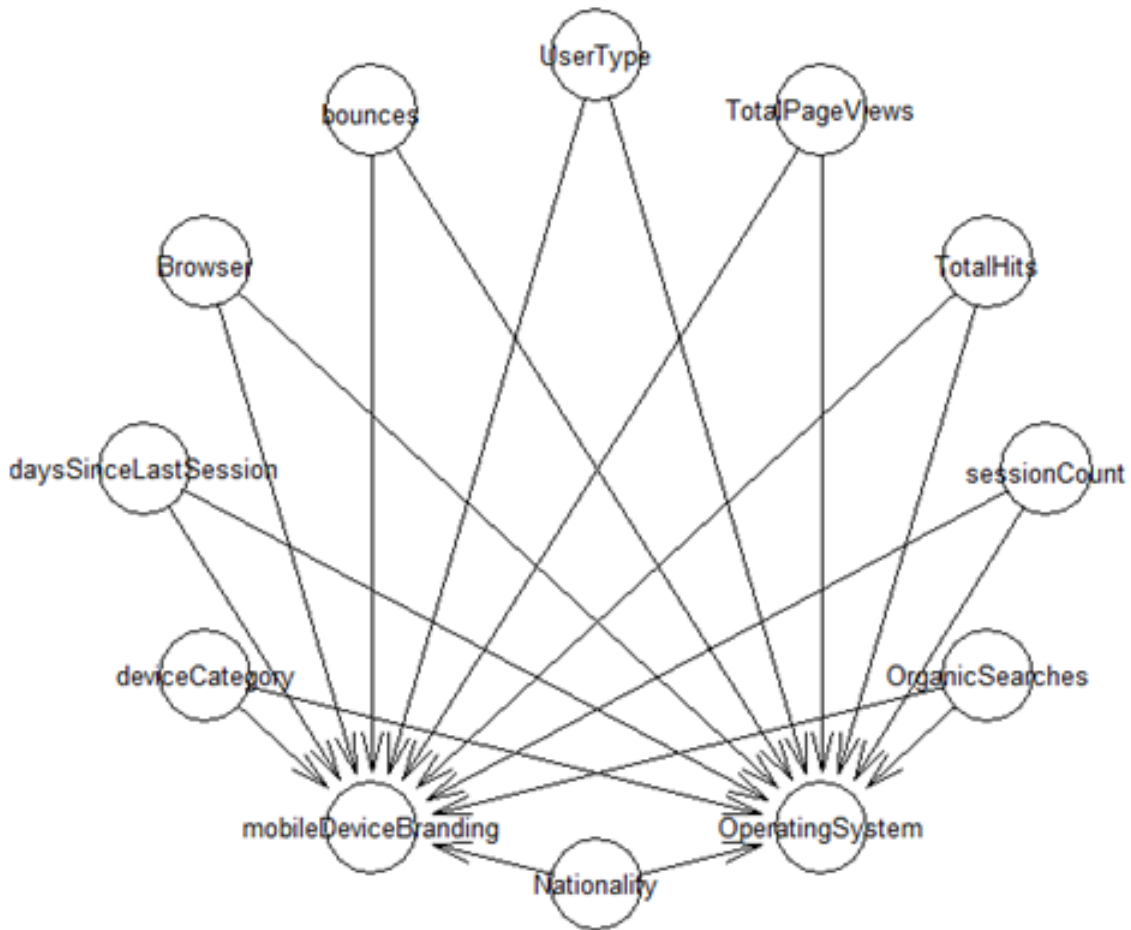 UserType
bounces
TotalPageViews
Browser
TotalHits
daysSinceLastSession
sessionCount
deviceCategory
OrganicSearches
mobileDeviceBranding
OperatingSystem
Nationality